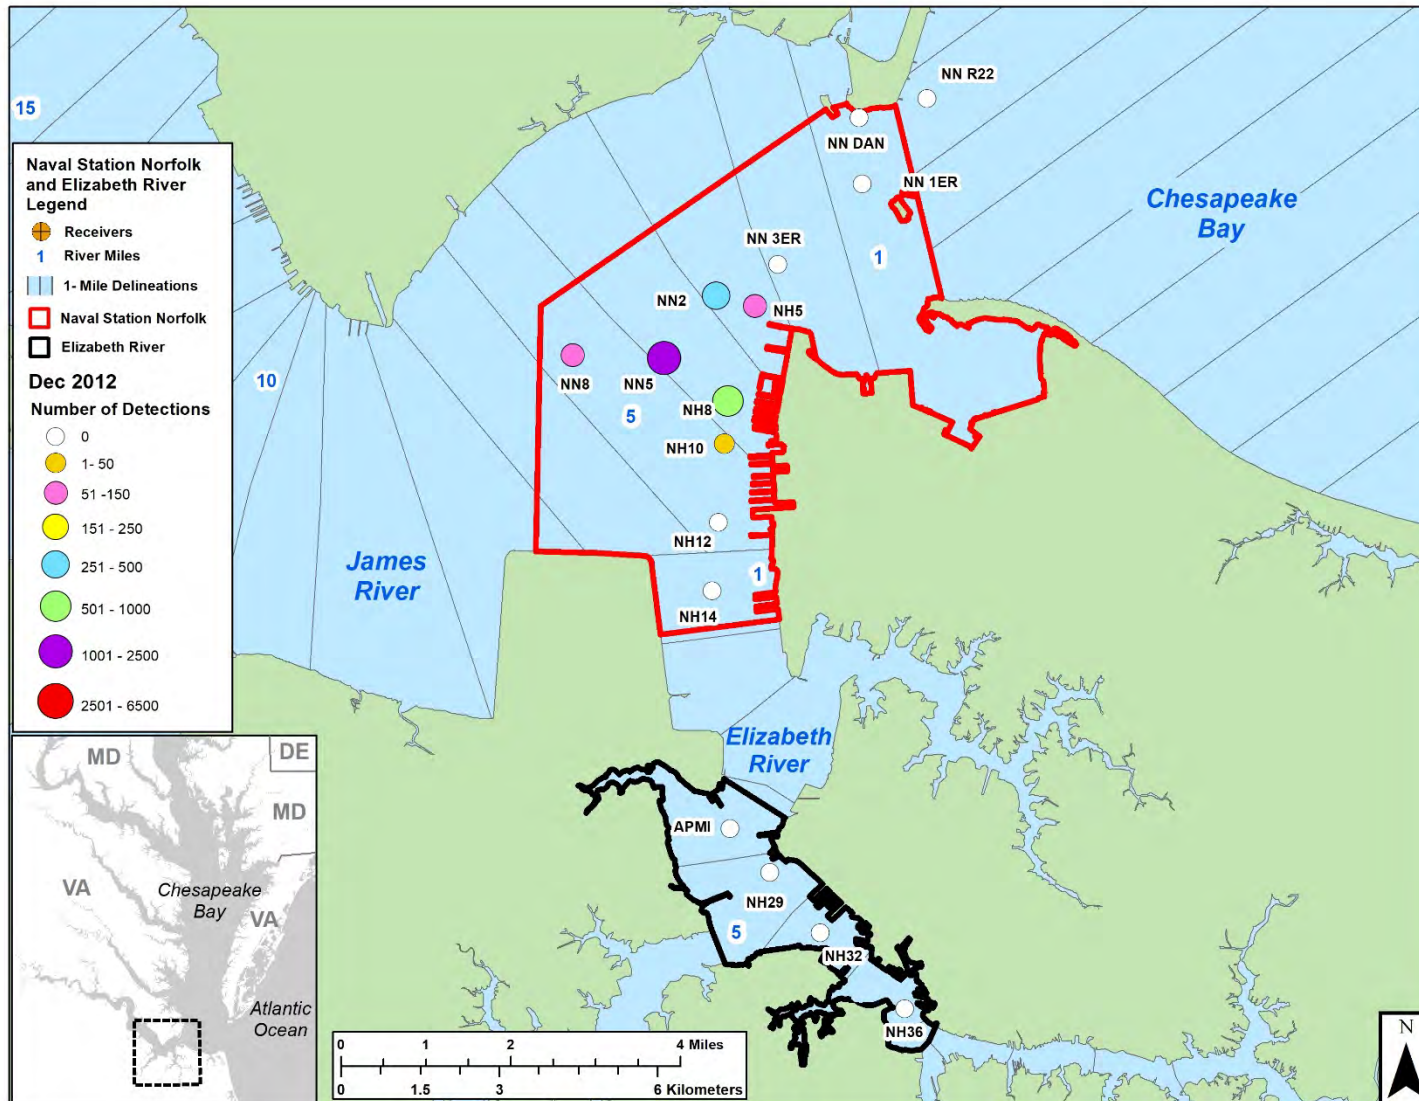 15
NN R22
NN DAN
NN 1ER
Chesapeake
Bay
NN 3ER
1
NN2
NH5
NN8
NN5
5
NH8
NH10
10
NH12
James
River
1
NH14
Elizabeth
River
APMI
NH29
5
NH32
NH36
Naval Station Norfolk
and Elizabeth River
Legend
Receivers
1 River Miles
1- Mile Delineations
Naval Station Norfolk
Elizabeth River
Dec 2012
Number of Detections
0
1- 50
51 -150
151 - 250
251 - 500
501 - 1000
1001 - 2500
2501 - 6500
MD
DE
MD
VA
Chesapeake
Bay
VA
Atlantic
Ocean
0 1 2 4 Miles
0 1.5 3 6 Kilometers
N